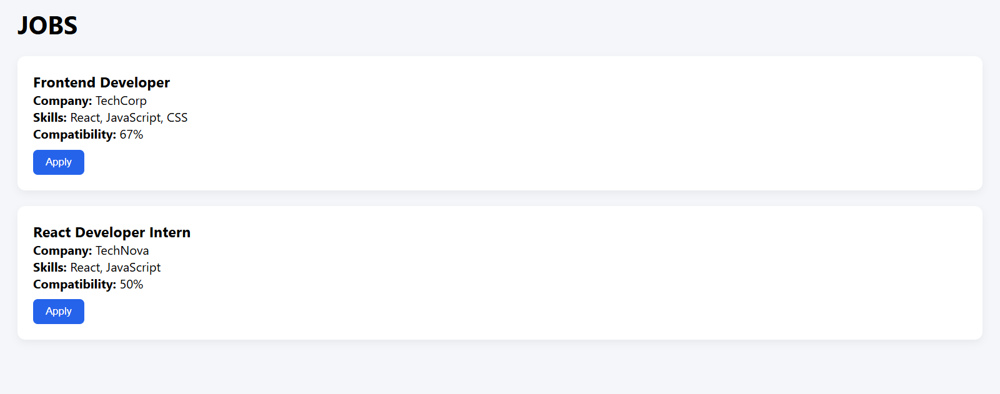 JOBS
Frontend Developer
Company: TechCorp
Skills: React, JavaScript, CSS
Compatibility: 67%
Apply
React Developer Intern
Company: TechNova
Skills: React, JavaScript
Compatibility: 50%
Apply